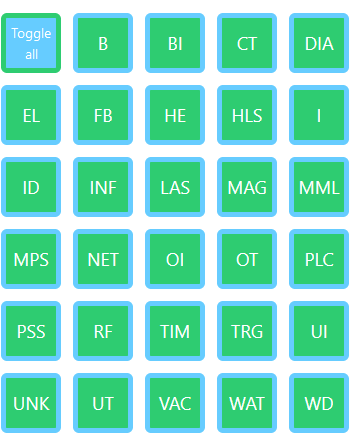 Toggle
all
B
BI
CT
DIA
EL
FB
HE
HLS
I
ID
INF
LAS
MAG
MML
MPS
NET
OI
OT
PLC
PSS
RF
TIM
TRG
UI
UNK
UT
VAC
WAT
WD